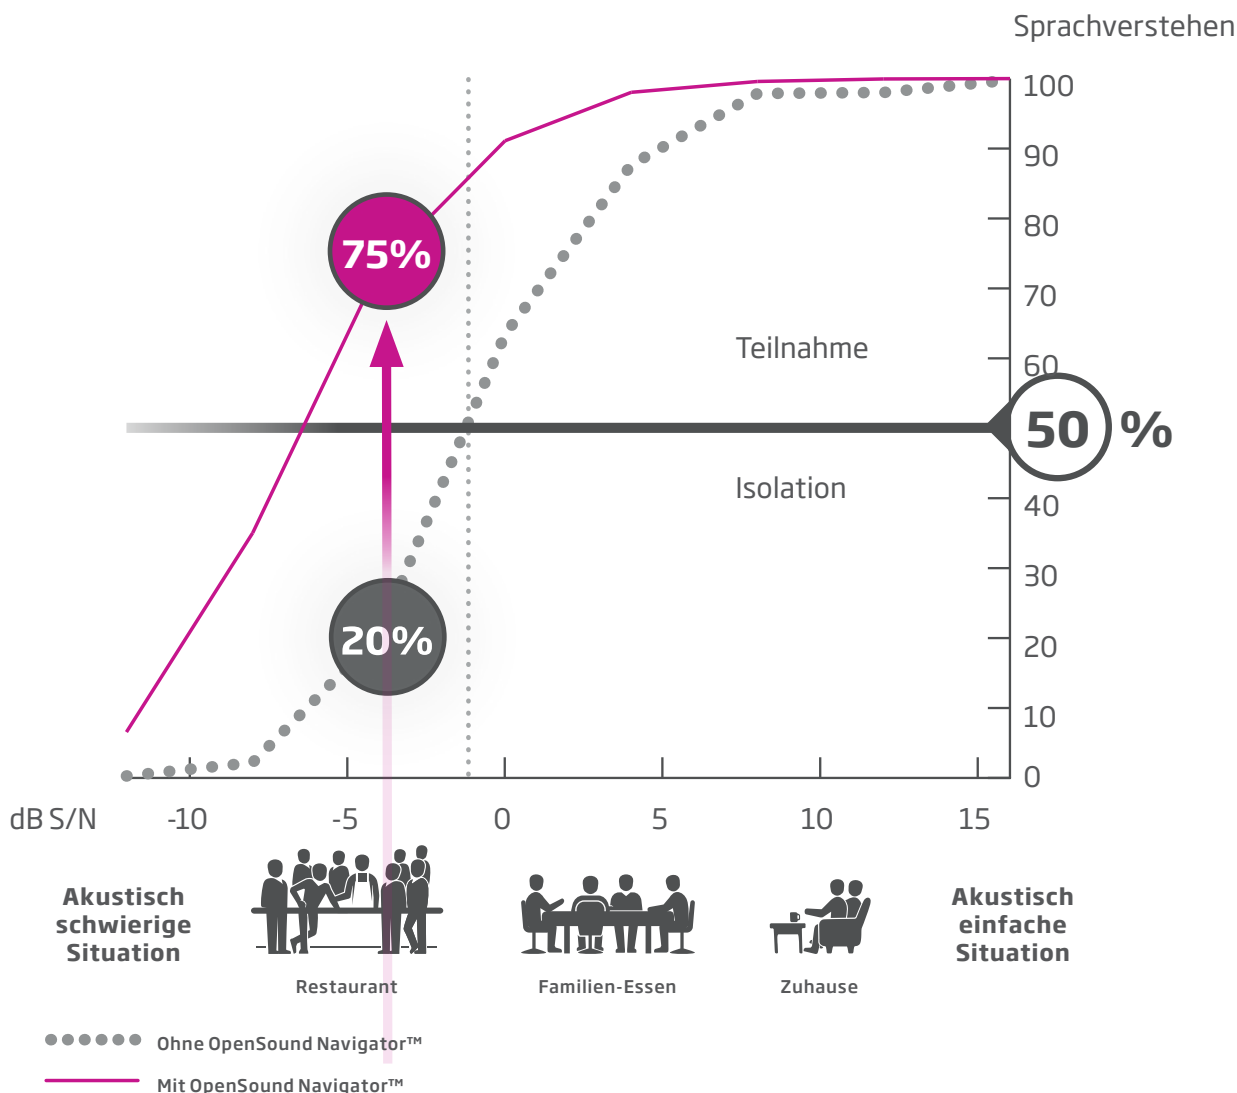 Sprachverstehen
100
90
80
75%
70
Teilnahme
60
50 %
Isolation
40
30
20%
20
10
0
dB S/N -10 -5 0 5 10 15
Akustisch
schwierige
Situation
Akustisch
einfache
Situation
Restaurant Familien-Essen Zuhause
Ohne OpenSound Navigator™
Mit OpenSound Navigator™